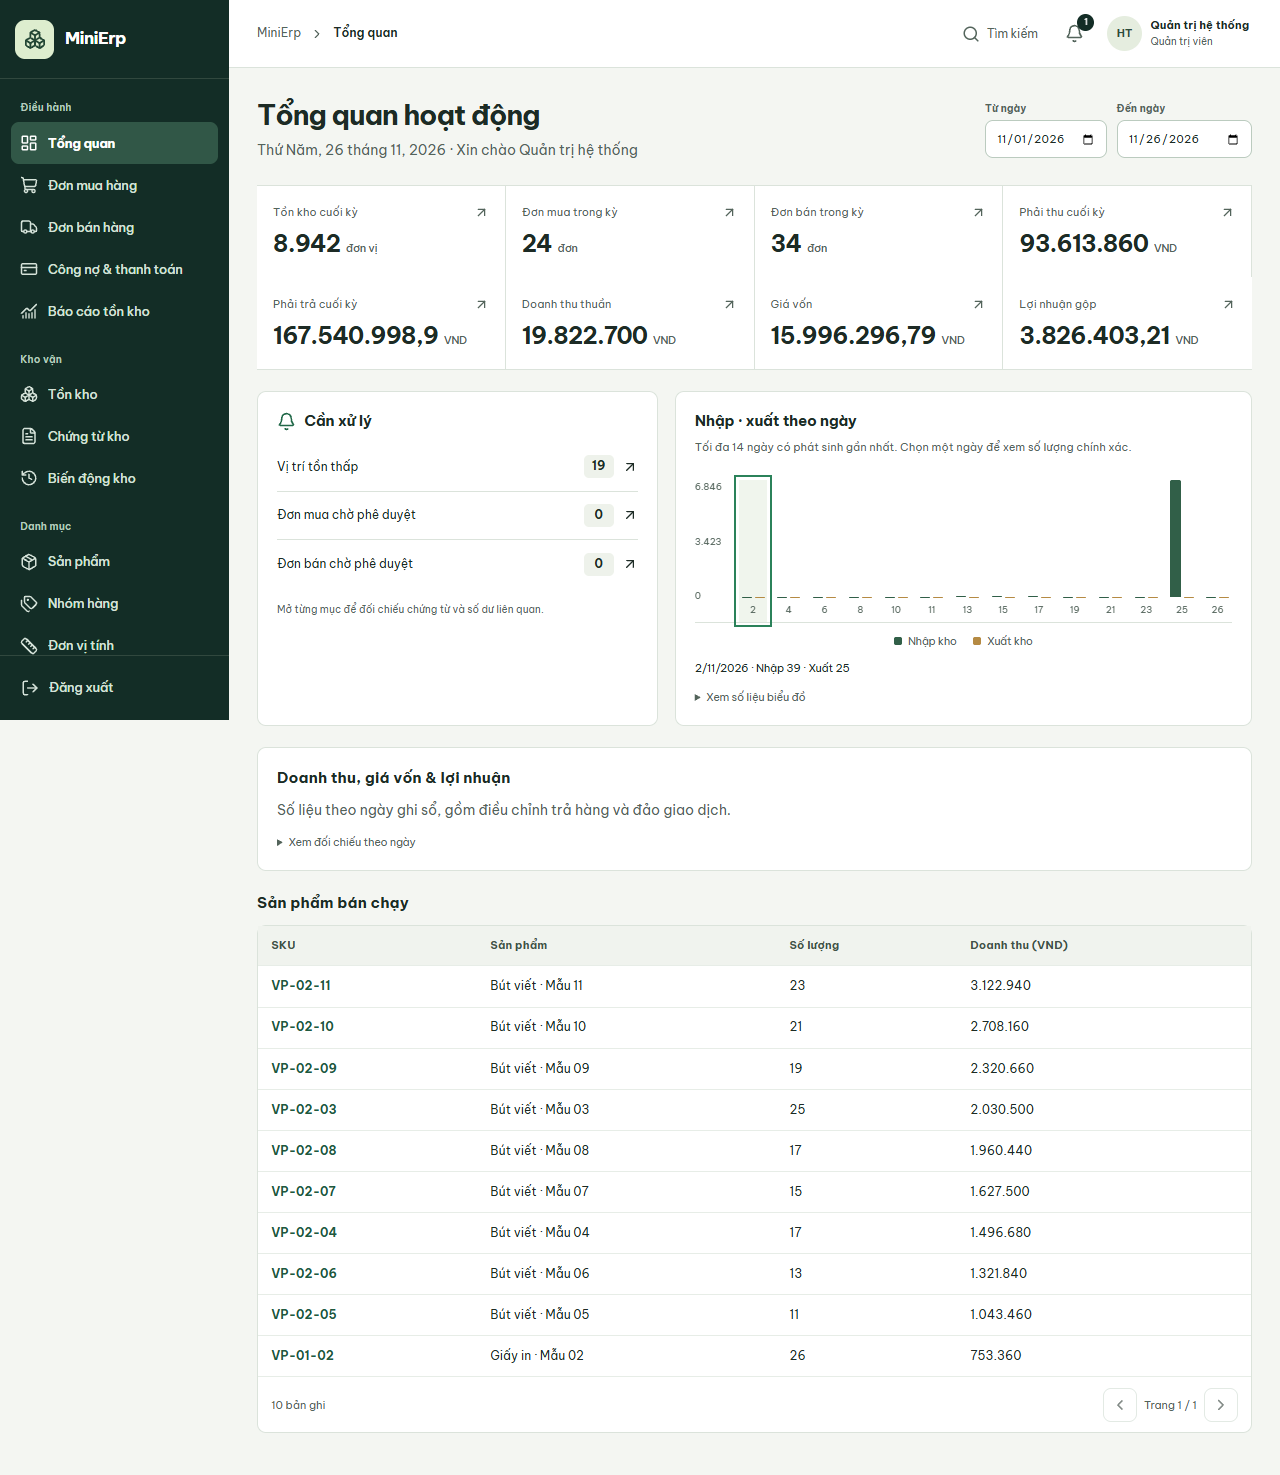 MiniErp
Điều hành
Tổng quan
Đơn mua hàng
Đơn bán hàng
Công nợ & thanh toán
Báo cáo tồn kho
Kho vận
Tồn kho
Chứng từ kho
Biến động kho
Danh mục
Sản phẩm
Nhóm hàng
Đơn vị tính
Đăng xuất
MiniErp > Tổng quan
Tìm kiếm
1
HT
Quản trị hệ thống
Quản trị viên
Tổng quan hoạt động
Thứ Năm, 26 tháng 11, 2026 · Xin chào Quản trị hệ thống
Từ ngày
11/01/2026
Đến ngày
11/26/2026
Tồn kho cuối kỳ
8.942 đơn vị
Đơn mua trong kỳ
24 đơn
Đơn bán trong kỳ
34 đơn
Phải thu cuối kỳ
93.613.860 VND
Phải trả cuối kỳ
167.540.998,9 VND
Doanh thu thuần
19.822.700 VND
Giá vốn
15.996.296,79 VND
Lợi nhuận gộp
3.826.403,21 VND
Cần xử lý
Vị trí tồn thấp 19
Đơn mua chờ phê duyệt 0
Đơn bán chờ phê duyệt 0
Mở từng mục để đối chiếu chứng từ và số dư liên quan.
Nhập · xuất theo ngày
Tối đa 14 ngày có phát sinh gần nhất. Chọn một ngày để xem số lượng chính xác.
6.846
3.423
0
2 4 6 8 10 11 13 15 17 19 21 23 25 26
Nhập kho Xuất kho
2/11/2026 · Nhập 39 · Xuất 25
Xem số liệu biểu đồ
Doanh thu, giá vốn & lợi nhuận
Số liệu theo ngày ghi sổ, gồm điều chỉnh trả hàng và đảo giao dịch.
Xem đối chiếu theo ngày
Sản phẩm bán chạy
SKU Sản phẩm Số lượng Doanh thu (VND)
VP-02-11 Bút viết · Mẫu 11 23 3.122.940
VP-02-10 Bút viết · Mẫu 10 21 2.708.160
VP-02-09 Bút viết · Mẫu 09 19 2.320.660
VP-02-03 Bút viết · Mẫu 03 25 2.030.500
VP-02-08 Bút viết · Mẫu 08 17 1.960.440
VP-02-07 Bút viết · Mẫu 07 15 1.627.500
VP-02-04 Bút viết · Mẫu 04 17 1.496.680
VP-02-06 Bút viết · Mẫu 06 13 1.321.840
VP-02-05 Bút viết · Mẫu 05 11 1.043.460
VP-01-02 Giấy in · Mẫu 02 26 753.360
10 bản ghi
Trang 1 / 1